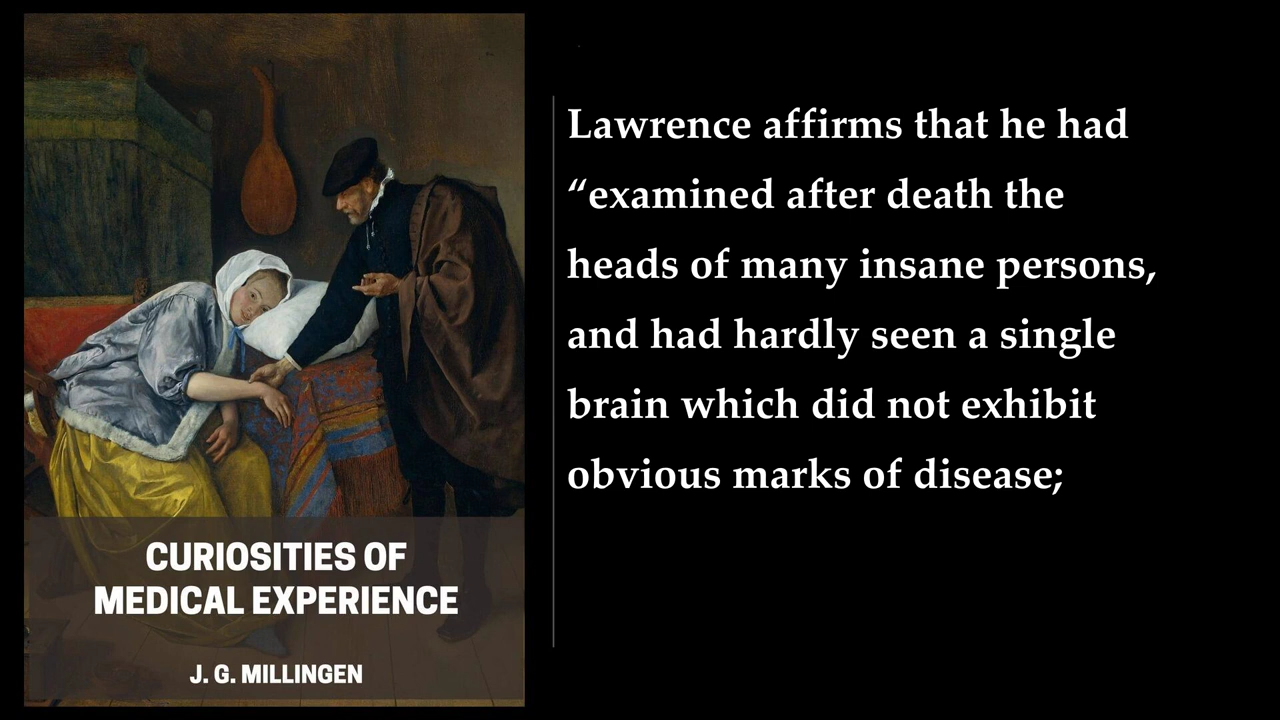 CURIOSITIES OF
MEDICAL EXPERIENCE
J. G. MILLINGEN
Lawrence affirms that he had
“examined after death the
heads of many insane persons,
and had hardly seen a single
brain which did not exhibit
obvious marks of disease;